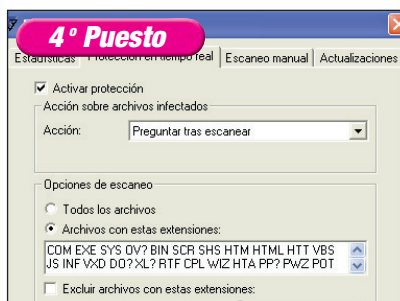 4º Puesto
Estadísticas Protección en tiempo real Escaneo manual Actualizaciones
Activar protección
Acción sobre archivos infectados
Acción: Preguntar tras escanear
Opciones de escaneo
Todos los archivos
Archivos con estas extensiones:
COM EXE SYS OV? BIN SCR SHS HTM HTML HTT VBS
JS INF VXD DO? XL? RTF CPL WIZ HTA PP? PWZ POT
Excluir archivos con estas extensiones: